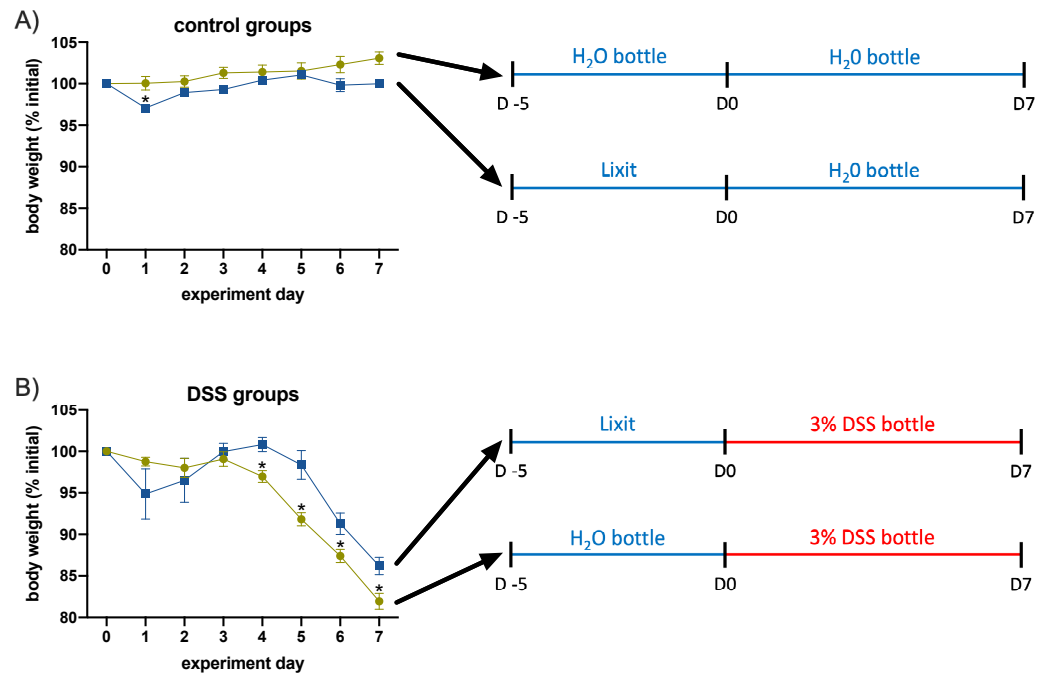 A)
control groups
body weight (% initial)
105
100
95
90
85
80
*
0 1 2 3 4 5 6 7
experiment day
H₂O bottle H₂0 bottle
D -5 D0 D7
Lixit H₂0 bottle
D -5 D0 D7
B)
DSS groups
body weight (% initial)
105
100
95
90
85
80
*
*
*
*
0 1 2 3 4 5 6 7
experiment day
Lixit 3% DSS bottle
D -5 D0 D7
H₂O bottle 3% DSS bottle
D -5 D0 D7